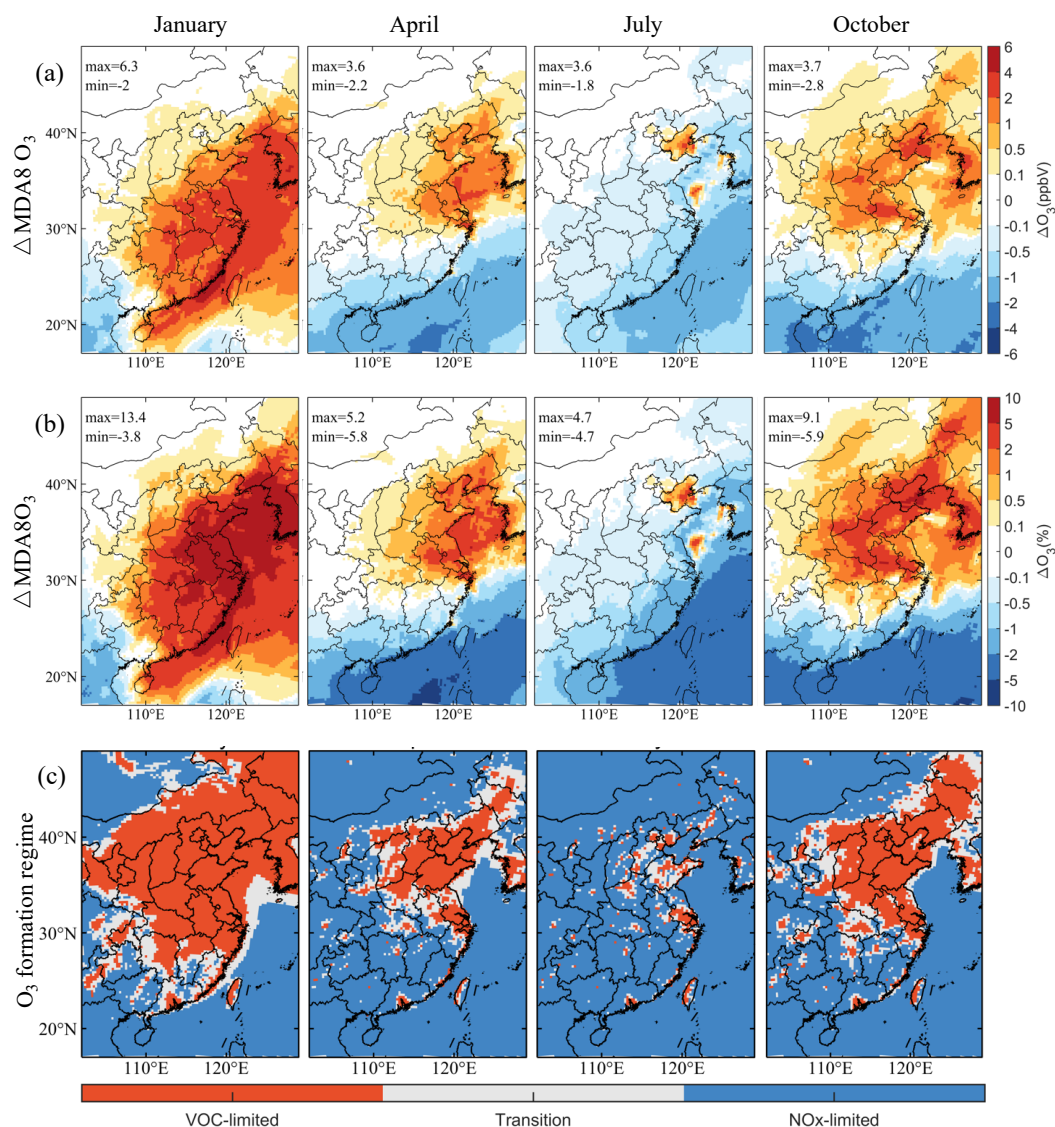 January April July October
(a)
△MDA8 O3
max=6.3
min=-2
max=3.6
min=-2.2
max=3.6
min=-1.8
max=3.7
min=-2.8
40°N
30°N
20°N
110°E 120°E 110°E 120°E 110°E 120°E 110°E 120°E
6
4
2
1
0.5
0.1
0
-0.1
-0.5
-1
-2
-4
-6
ΔO3(ppbV)
(b)
△MDA8O3
max=13.4
min=-3.8
max=5.2
min=-5.8
max=4.7
min=-4.7
max=9.1
min=-5.9
40°N
30°N
20°N
110°E 120°E 110°E 120°E 110°E 120°E 110°E 120°E
10
5
2
1
0.5
0.1
0
-0.1
-0.5
-1
-2
-5
-10
ΔO3(%)
(c)
O3 formation regime
40°N
30°N
20°N
110°E 120°E 110°E 120°E 110°E 120°E 110°E 120°E
VOC-limited Transition NOx-limited